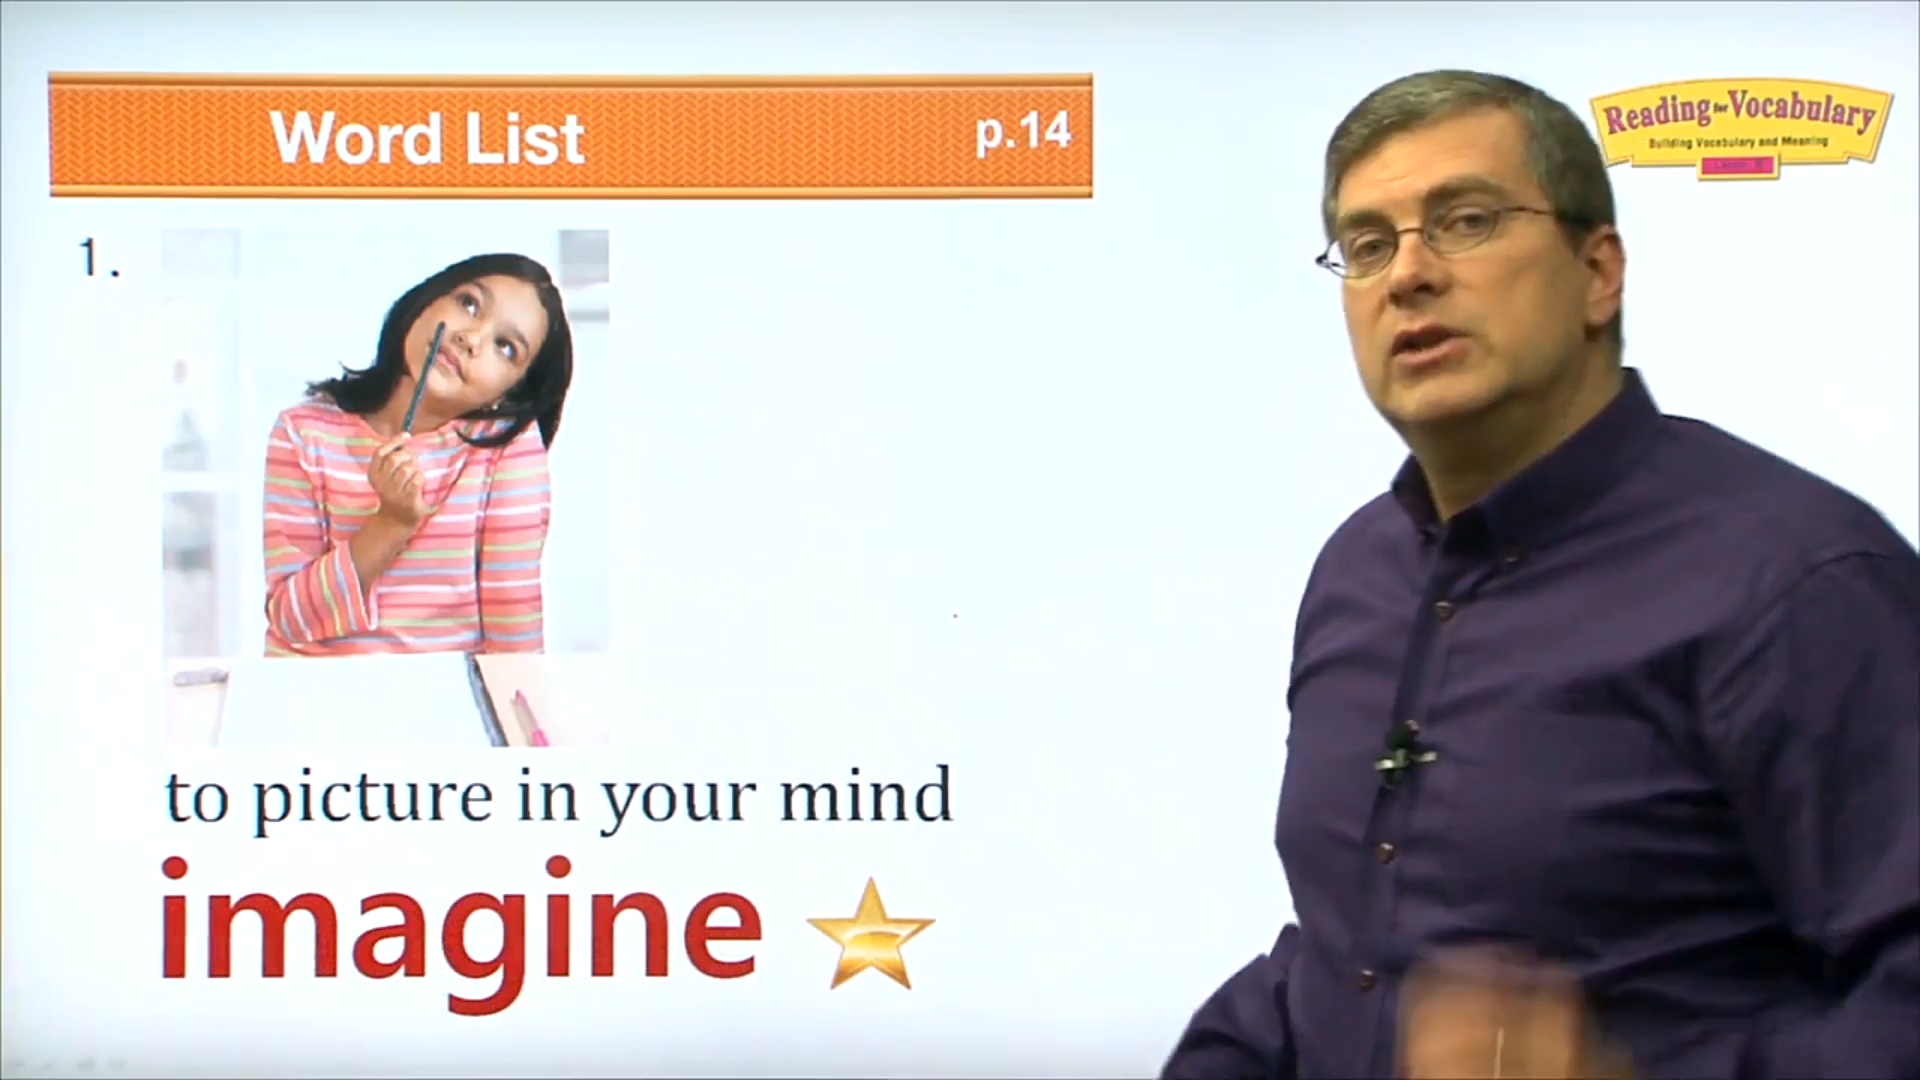 Word List
p.14
Reading for Vocabulary
Building Vocabulary and Meaning
1.
to picture in your mind
imagine